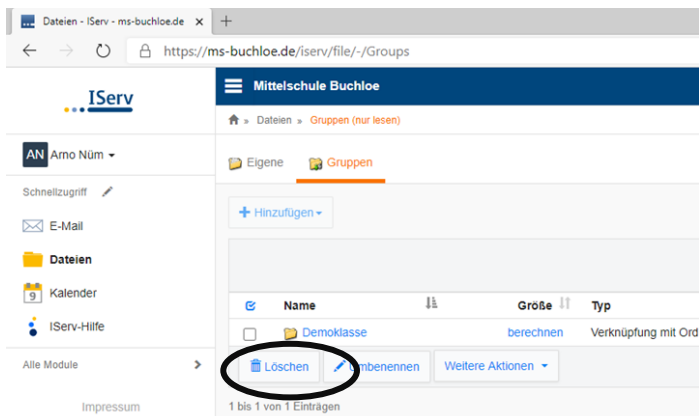 Dateien - IServ - ms-buchloe.de
https://ms-buchloe.de/iserv/file/-/Groups
IServ
Mittelschule Buchloe
» Dateien » Gruppen (nur lesen)
AN Arno Nüm
Eigene Gruppen
Schnellzugriff
Hinzufügen
E-Mail
Dateien
9 Kalender
Name Größe Typ
IServ-Hilfe
Demoklasse berechnen Verknüpfung mit Ord
Alle Module
Löschen Umbenennen Weitere Aktionen
Impressum
1 bis 1 von 1 Einträgen